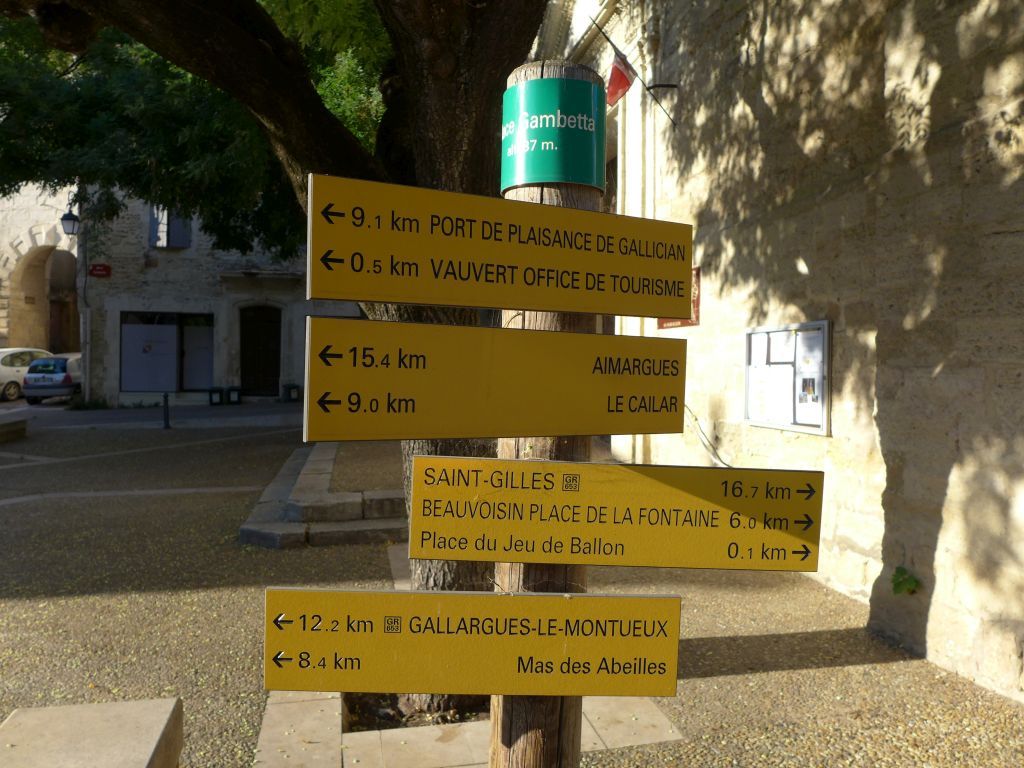 Gambetta
37 m.
← 9.1 km PORT DE PLAISANCE DE GALLICIAN
← 0.5 km VAUVERT OFFICE DE TOURISME
← 15.4 km AIMARGUES
← 9.0 km LE CAILAR
SAINT-GILLES GR 653 16.7 km →
BEAUVOISIN PLACE DE LA FONTAINE 6.0 km →
Place du Jeu de Ballon 0.1 km →
← 12.2 km GR 653 GALLARGUES-LE-MONTUEUX
← 8.4 km Mas des Abeilles